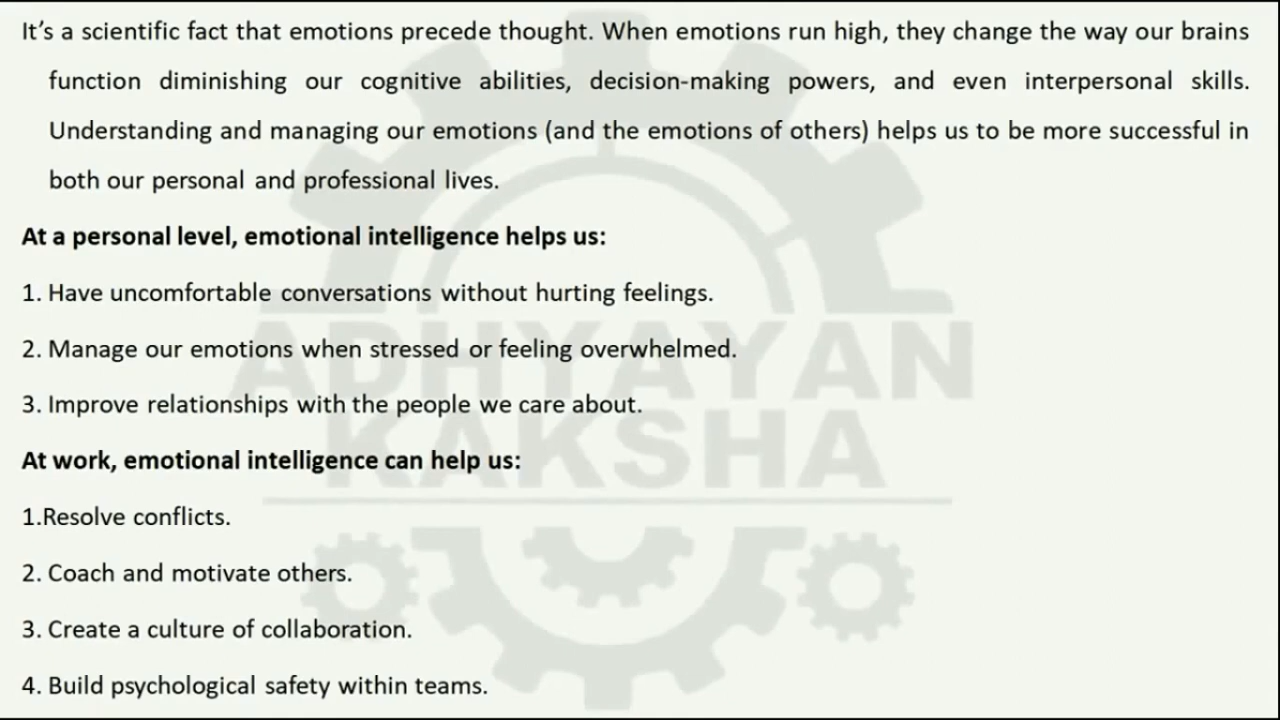 It’s a scientific fact that emotions precede thought. When emotions run high, they change the way our brains
function diminishing our cognitive abilities, decision-making powers, and even interpersonal skills.
Understanding and managing our emotions (and the emotions of others) helps us to be more successful in
both our personal and professional lives.
At a personal level, emotional intelligence helps us:
1. Have uncomfortable conversations without hurting feelings.
2. Manage our emotions when stressed or feeling overwhelmed.
3. Improve relationships with the people we care about.
At work, emotional intelligence can help us:
1.Resolve conflicts.
2. Coach and motivate others.
3. Create a culture of collaboration.
4. Build psychological safety within teams.
ADHYAYAN
KAKSHA